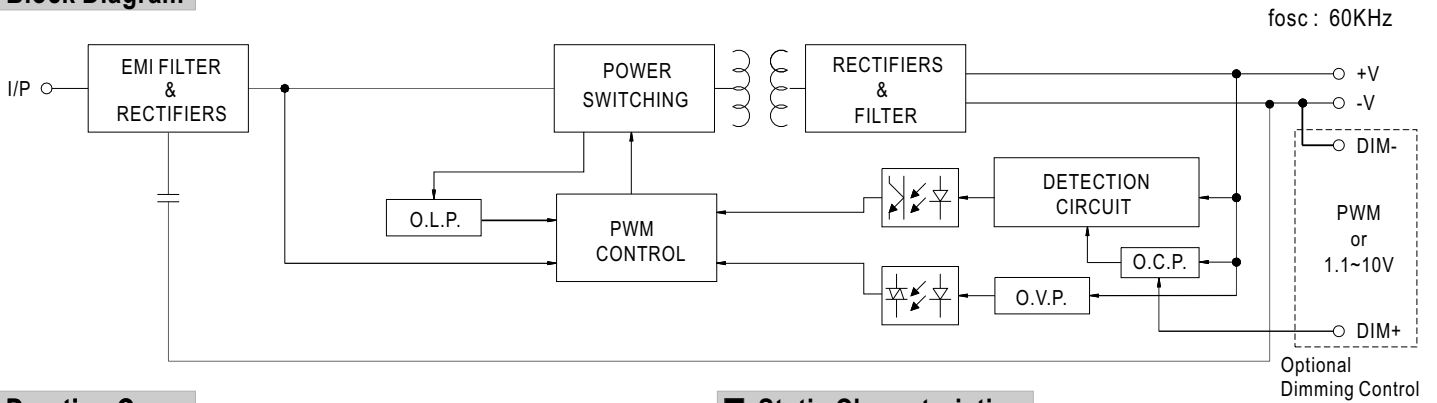 Block Diagram
fosc : 60KHz
I/P
EMI FILTER
&
RECTIFIERS
POWER
SWITCHING
RECTIFIERS
&
FILTER
+V
-V
DIM-
O.L.P.
PWM
CONTROL
DETECTION
CIRCUIT
O.C.P.
O.V.P.
PWM
or
1.1~10V
DIM+
Optional
Dimming Control